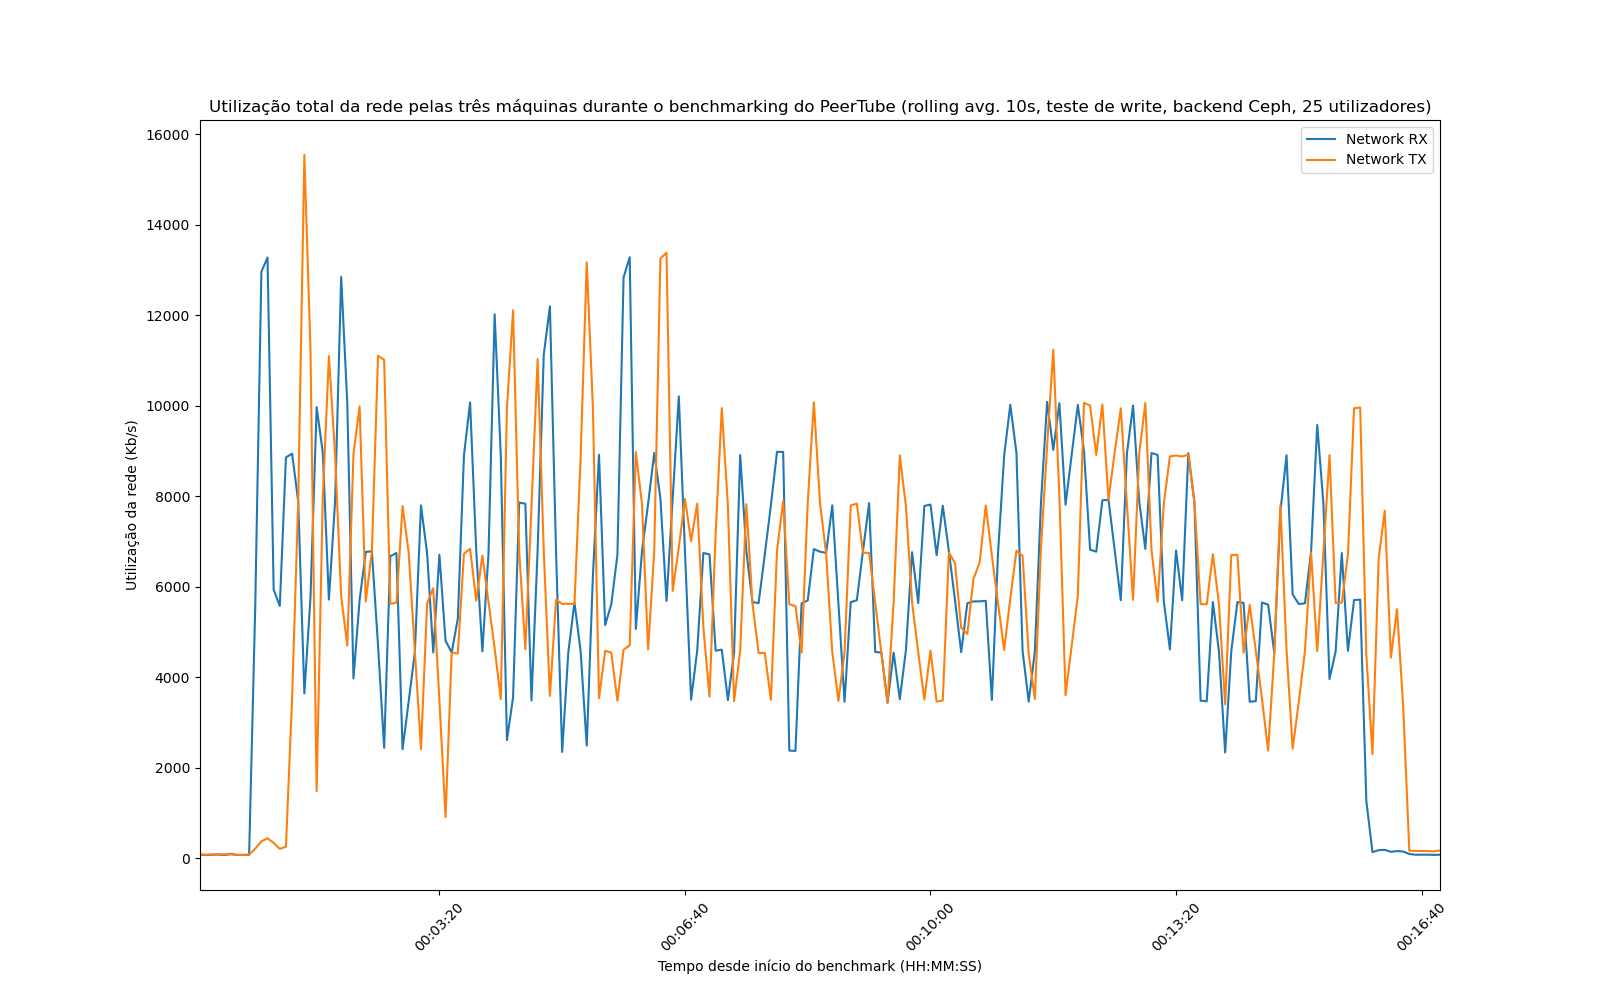 Utilização total da rede pelas três máquinas durante o benchmarking do PeerTube (rolling avg. 10s, teste de write, backend Ceph, 25 utilizadores)
Network RX
Network TX
Utilização da rede (Kb/s)
16000
14000
12000
10000
8000
6000
4000
2000
0
00:03:20
00:06:40
00:10:00
00:13:20
00:16:40
Tempo desde início do benchmark (HH:MM:SS)